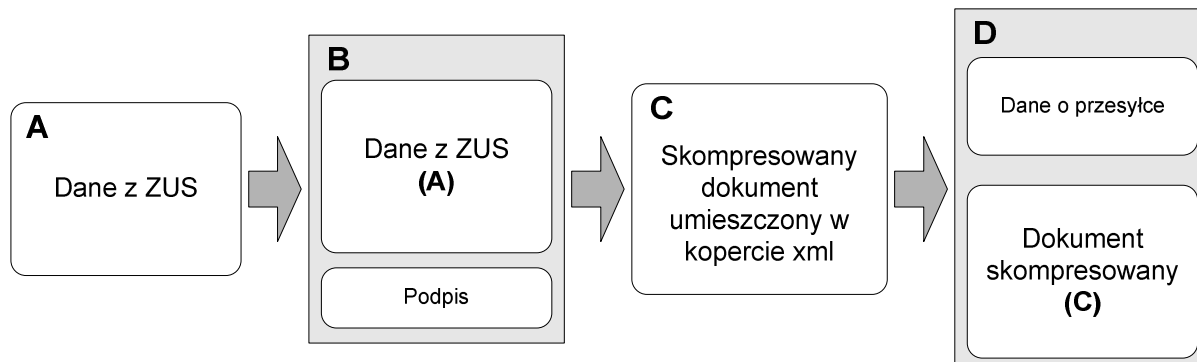 A
Dane z ZUS
B
Dane z ZUS
(A)
Podpis
C
Skompresowany
dokument
umieszczony w
kopercie xml
D
Dane o przesyłce
Dokument
skompresowany
(C)